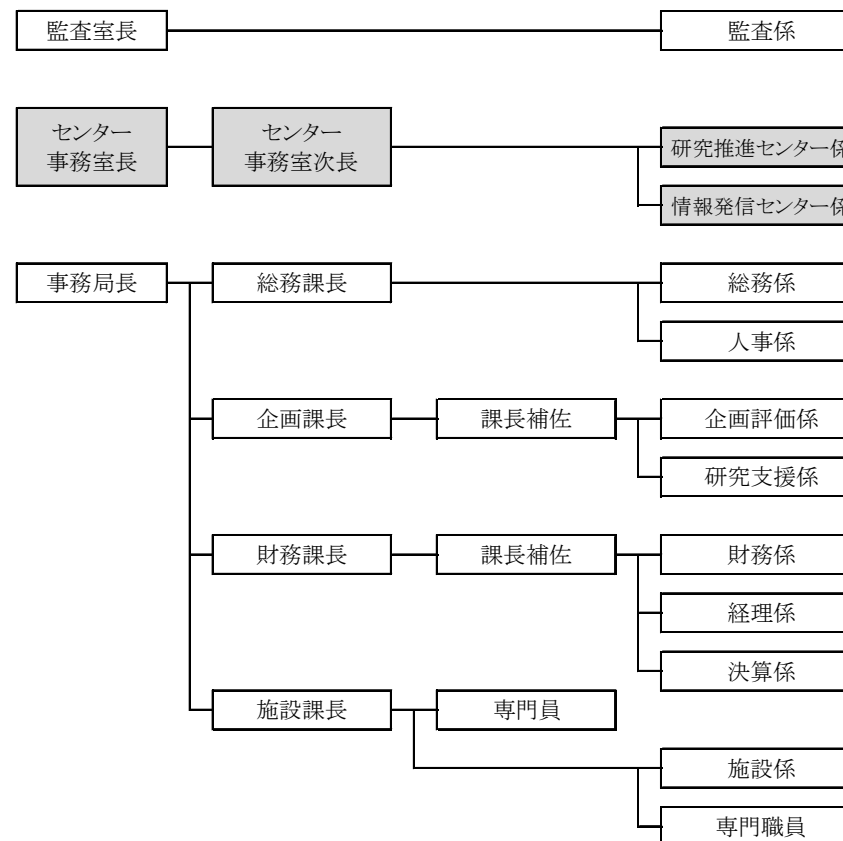 監査室長
監査係
センター
事務室長
センター
事務室次長
研究推進センター係
情報発信センター係
事務局長
総務課長
総務係
人事係
企画課長
課長補佐
企画評価係
研究支援係
財務課長
課長補佐
財務係
経理係
決算係
施設課長
専門員
施設係
専門職員